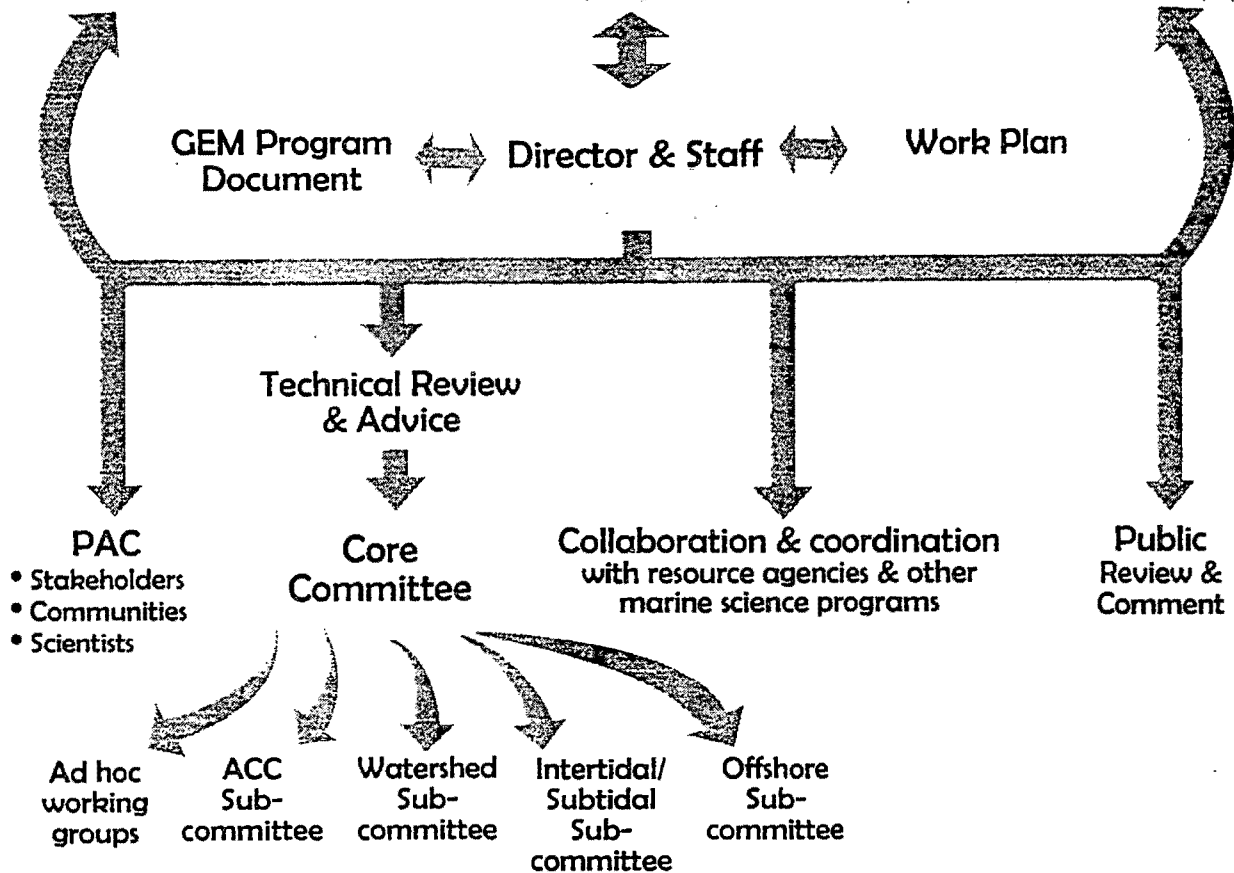 GEM Program
Document
Director & Staff
Work Plan
Technical Review
& Advice
PAC
• Stakeholders
• Communities
• Scientists
Core
Committee
Collaboration & coordination
with resource agencies & other
marine science programs
Public
Review &
Comment
Ad hoc
working
groups
ACC
Sub-
committee
Watershed
Sub-
committee
Intertidal/
Subtidal
Sub-
committee
Offshore
Sub-
committee